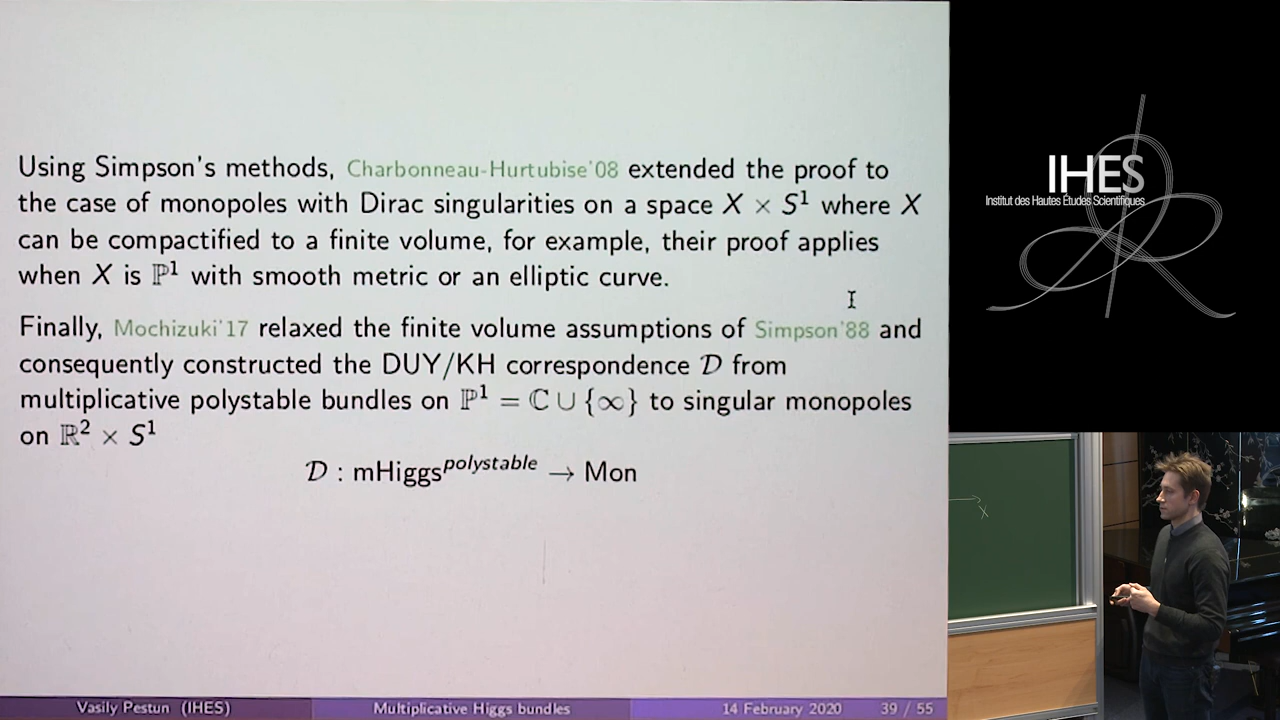 Using Simpson's methods, Charbonneau-Hurtubise'08 extended the proof to
the case of monopoles with Dirac singularities on a space X × S¹ where X
can be compactified to a finite volume, for example, their proof applies
when X is ℙ¹ with smooth metric or an elliptic curve.
Finally, Mochizuki'17 relaxed the finite volume assumptions of Simpson'88 and
consequently constructed the DUY/KH correspondence 𝒟 from
multiplicative polystable bundles on ℙ¹ = ℂ ∪ {∞} to singular monopoles
on ℝ² × S¹
𝒟 : mHiggs^polystable → Mon
Vasily Pestun (IHES) Multiplicative Higgs bundles 14 February 2020 39 / 55
IHES
Institut des Hautes Études Scientifiques
x